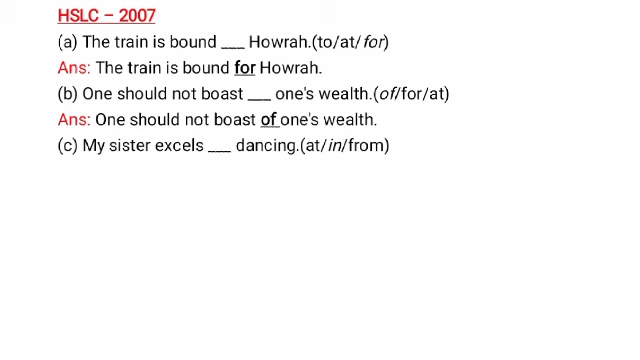 HSLC – 2007
(a) The train is bound ___ Howrah.(to/at/for)
Ans: The train is bound for Howrah.
(b) One should not boast ___ one's wealth.(of/for/at)
Ans: One should not boast of one's wealth.
(c) My sister excels ___ dancing.(at/in/from)